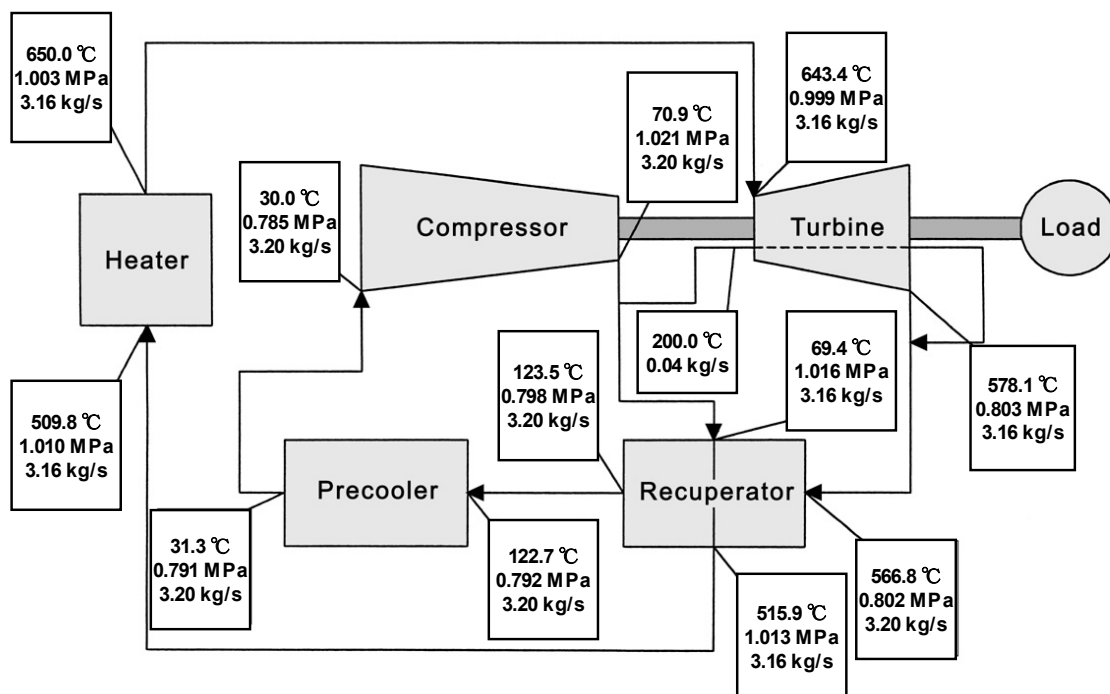 650.0 ℃
1.003 MPa
3.16 kg/s
643.4 ℃
0.999 MPa
3.16 kg/s
70.9 ℃
1.021 MPa
3.20 kg/s
30.0 ℃
0.785 MPa
3.20 kg/s
Compressor
Turbine
Load
Heater
200.0 ℃
0.04 kg/s
69.4 ℃
1.016 MPa
3.16 kg/s
578.1 ℃
0.803 MPa
3.16 kg/s
123.5 ℃
0.798 MPa
3.20 kg/s
509.8 ℃
1.010 MPa
3.16 kg/s
Precooler
Recuperator
31.3 ℃
0.791 MPa
3.20 kg/s
122.7 ℃
0.792 MPa
3.20 kg/s
515.9 ℃
1.013 MPa
3.16 kg/s
566.8 ℃
0.802 MPa
3.20 kg/s